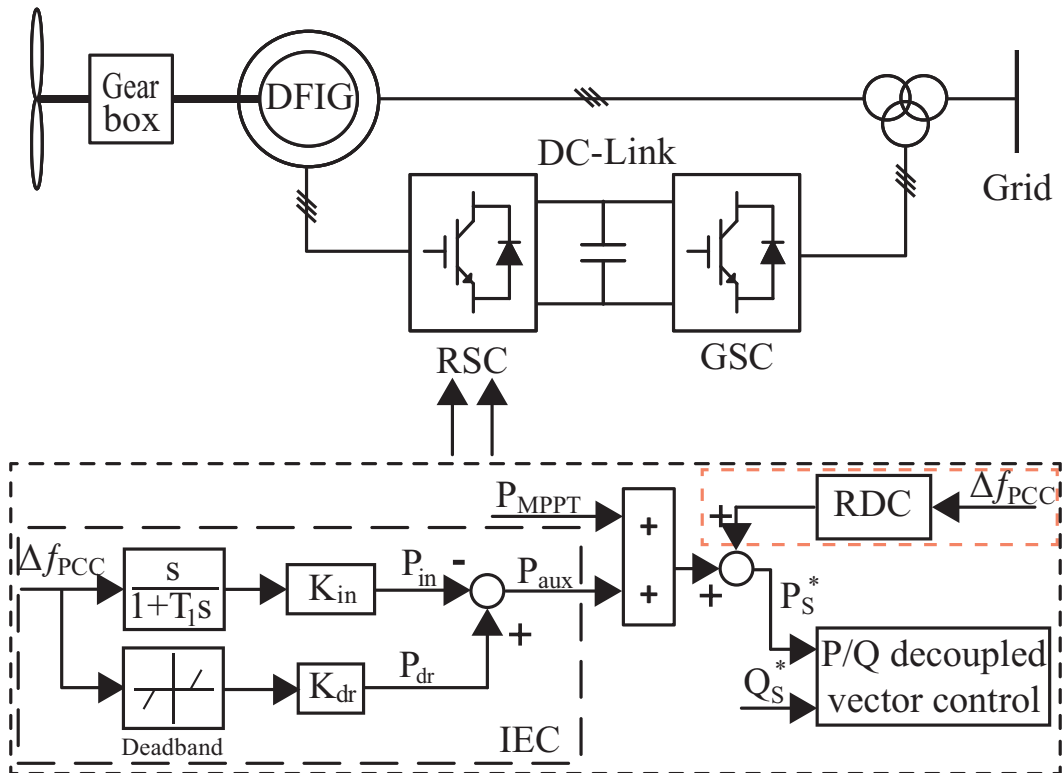 Gear
box
DFIG
DC-Link
Grid
RSC
GSC
P_MPPT
+
+
+
+
RDC
Δf_PCC
Δf_PCC
s
1+T_1s
K_in
P_in
-
+
P_aux
Deadband
K_dr
P_dr
IEC
P_S^*
Q_S^*
P/Q decoupled
vector control